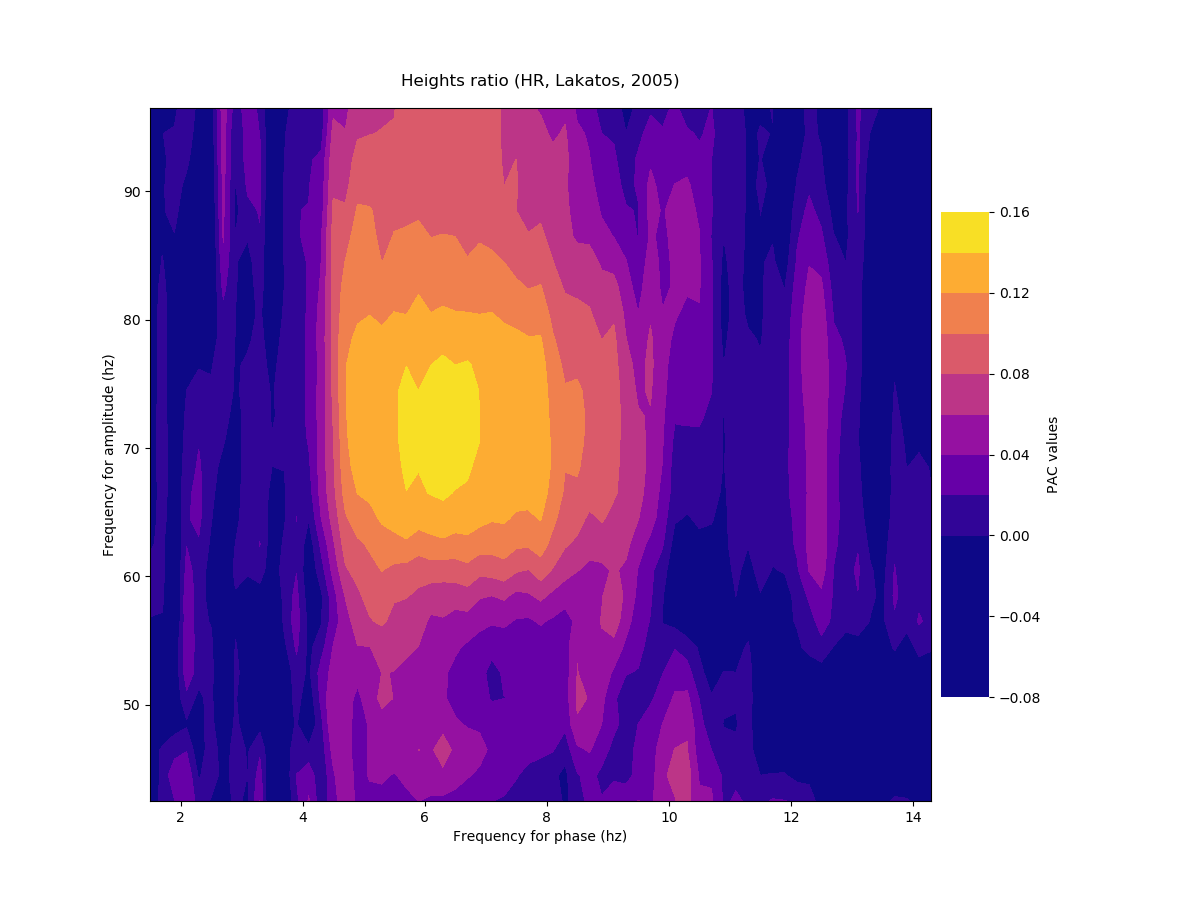 Heights ratio (HR, Lakatos, 2005)
Frequency for amplitude (hz)
90
80
70
60
50
2 4 6 8 10 12 14
Frequency for phase (hz)
0.16
0.12
0.08
0.04
0.00
−0.04
−0.08
PAC values